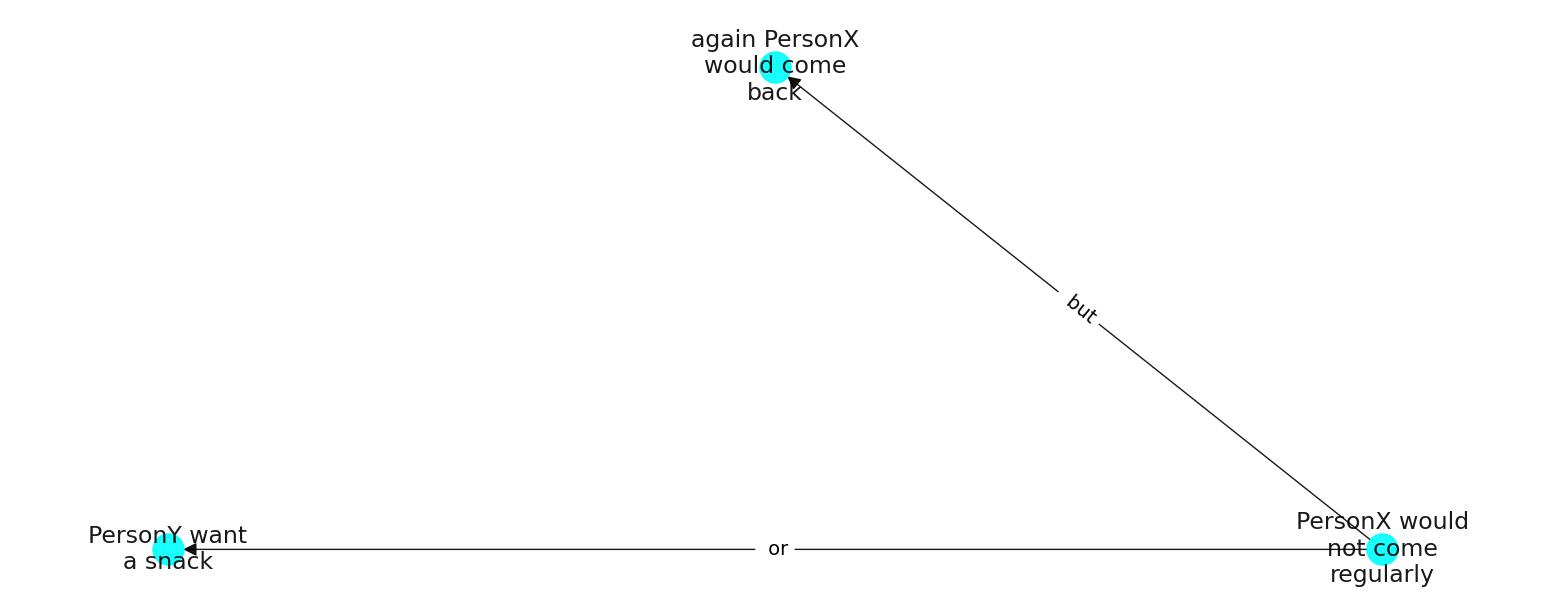 again PersonX
would come
back
but
PersonY want
a snack
or
PersonX would
not come
regularly